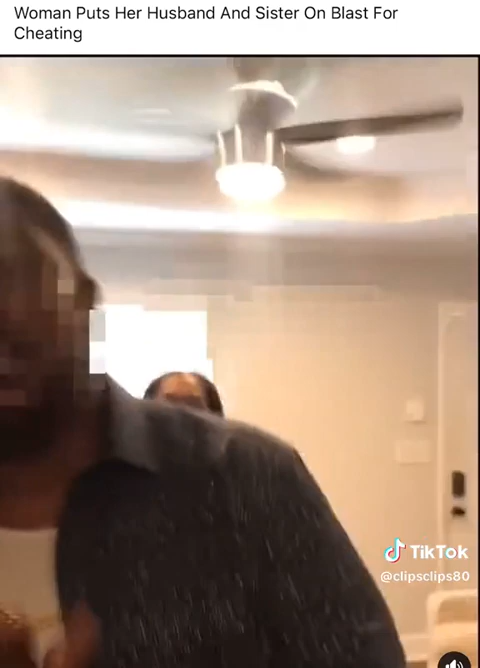 Woman Puts Her Husband And Sister On Blast For
Cheating
TikTok
@clipsclips80